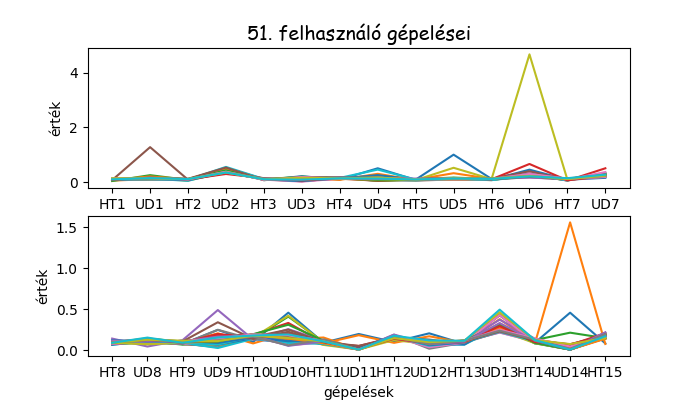 51. felhasználó gépelései
érték
4
2
0
HT1 UD1 HT2 UD2 HT3 UD3 HT4 UD4 HT5 UD5 HT6 UD6 HT7 UD7
érték
1.5
1.0
0.5
0.0
HT8 UD8 HT9 UD9 HT10 UD10 HT11 UD11 HT12 UD12 HT13 UD13 HT14 UD14 HT15
gépelések